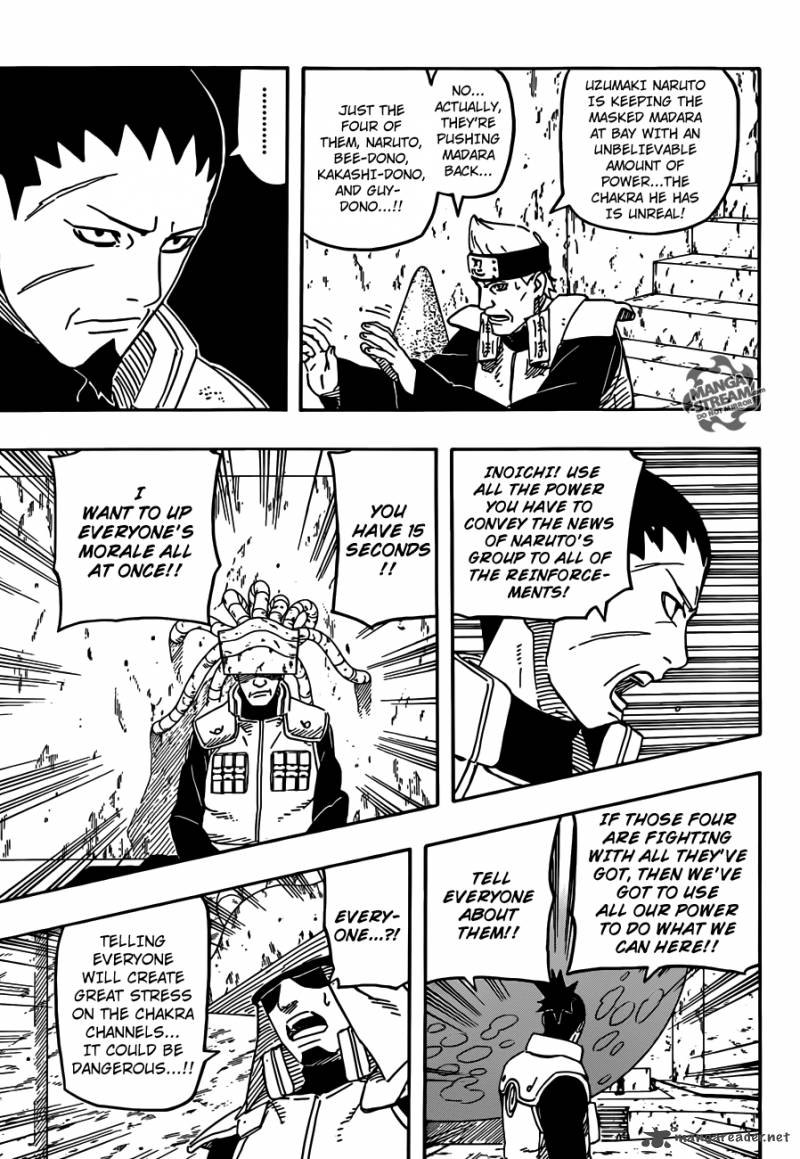 UZUMAKI NARUTO
IS KEEPING THE
MASKED MADARA
AT BAY WITH AN
UNBELIEVABLE
AMOUNT OF
POWER...THE
CHAKRA HE HAS
IS UNREAL!
NO...
ACTUALLY,
THEY'RE
PUSHING
MADARA
BACK...
JUST THE
FOUR OF
THEM, NARUTO,
BEE-DONO,
KAKASHI-DONO,
AND GUY-
DONO...!!
.........
MANGA
STREAM
DO NOT MIRROR
INOICHI! USE
ALL THE POWER
YOU HAVE TO
CONVEY THE NEWS
OF NARUTO'S
GROUP TO ALL OF
THE REINFORCE-
MENTS!
YOU
HAVE 15
SECONDS
!!
I
WANT TO UP
EVERYONE'S
MORALE ALL
AT ONCE!!
IF THOSE FOUR
ARE FIGHTING
WITH ALL THEY'VE
GOT, THEN WE'VE
GOT TO USE
ALL OUR POWER
TO DO WHAT WE
CAN HERE!!
TELL
EVERYONE
ABOUT
THEM!!
EVERY-
ONE...?!
TELLING
EVERYONE
WILL CREATE
GREAT STRESS
ON THE CHAKRA
CHANNELS...
IT COULD BE
DANGEROUS...!!
mangareader.net